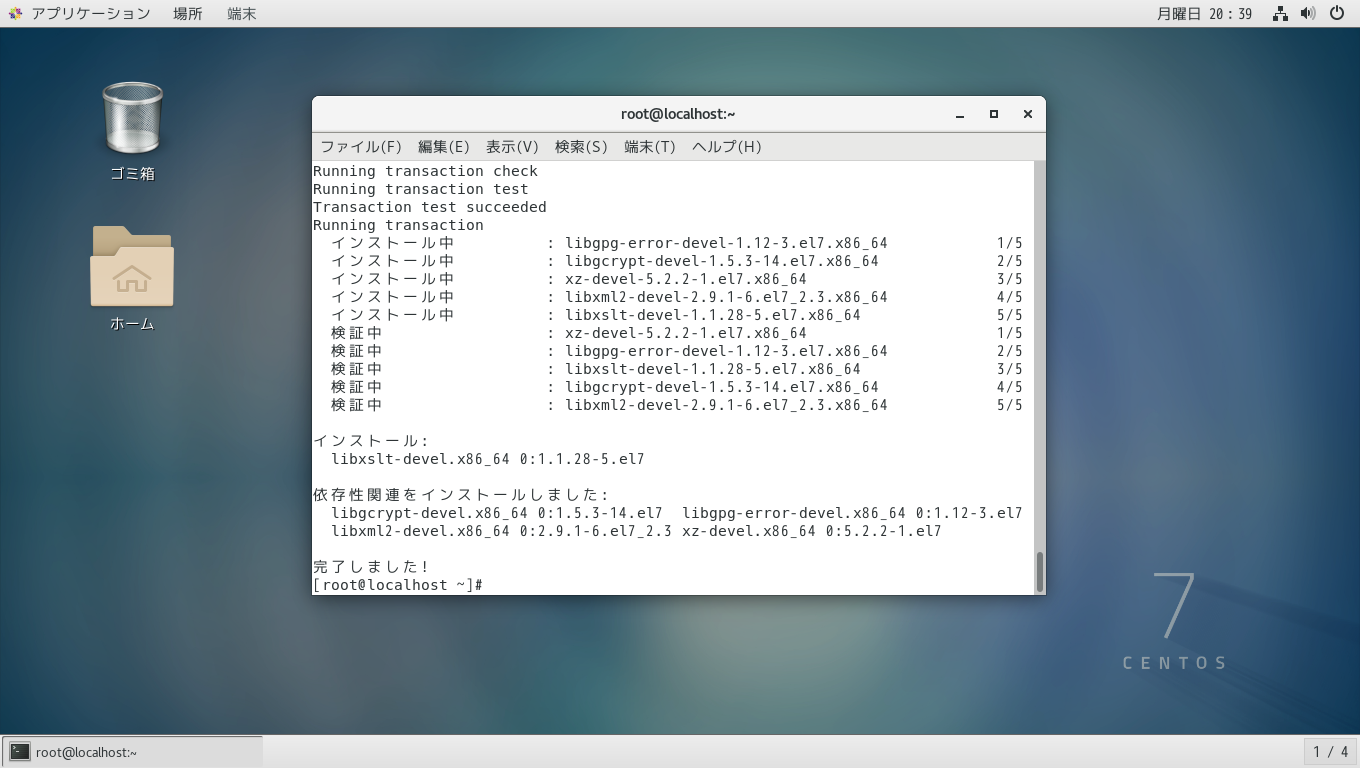 アプリケーション 場所 端末 月曜日 20：39
ゴミ箱
ホーム
root@localhost:~
ファイル(F) 編集(E) 表示(V) 検索(S) 端末(T) ヘルプ(H)
Running transaction check
Running transaction test
Transaction test succeeded
Running transaction
インストール中 : libgpg-error-devel-1.12-3.el7.x86_64 1/5
インストール中 : libgcrypt-devel-1.5.3-14.el7.x86_64 2/5
インストール中 : xz-devel-5.2.2-1.el7.x86_64 3/5
インストール中 : libxml2-devel-2.9.1-6.el7_2.3.x86_64 4/5
インストール中 : libxslt-devel-1.1.28-5.el7.x86_64 5/5
検証中 : xz-devel-5.2.2-1.el7.x86_64 1/5
検証中 : libgpg-error-devel-1.12-3.el7.x86_64 2/5
検証中 : libxslt-devel-1.1.28-5.el7.x86_64 3/5
検証中 : libgcrypt-devel-1.5.3-14.el7.x86_64 4/5
検証中 : libxml2-devel-2.9.1-6.el7_2.3.x86_64 5/5
インストール:
libxslt-devel.x86_64 0:1.1.28-5.el7
依存性関連をインストールしました:
libgcrypt-devel.x86_64 0:1.5.3-14.el7 libgpg-error-devel.x86_64 0:1.12-3.el7
libxml2-devel.x86_64 0:2.9.1-6.el7_2.3 xz-devel.x86_64 0:5.2.2-1.el7
完了しました!
[root@localhost ~]#
7
CENTOS
root@localhost:~ 1 / 4